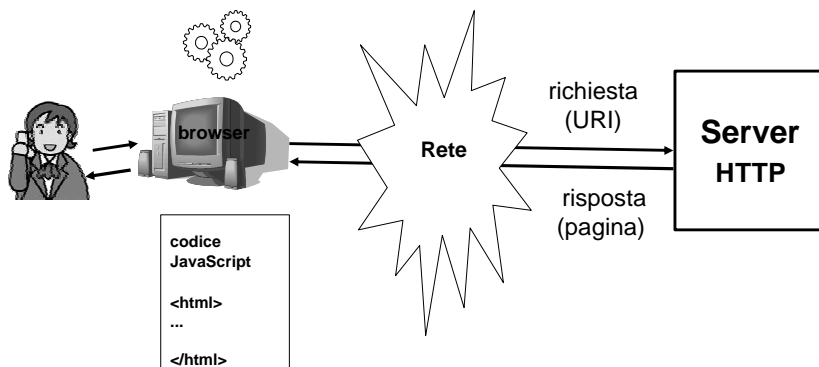 browser
Rete
richiesta
(URI)
Server
HTTP
risposta
(pagina)
codice
JavaScript
<html>
...
</html>